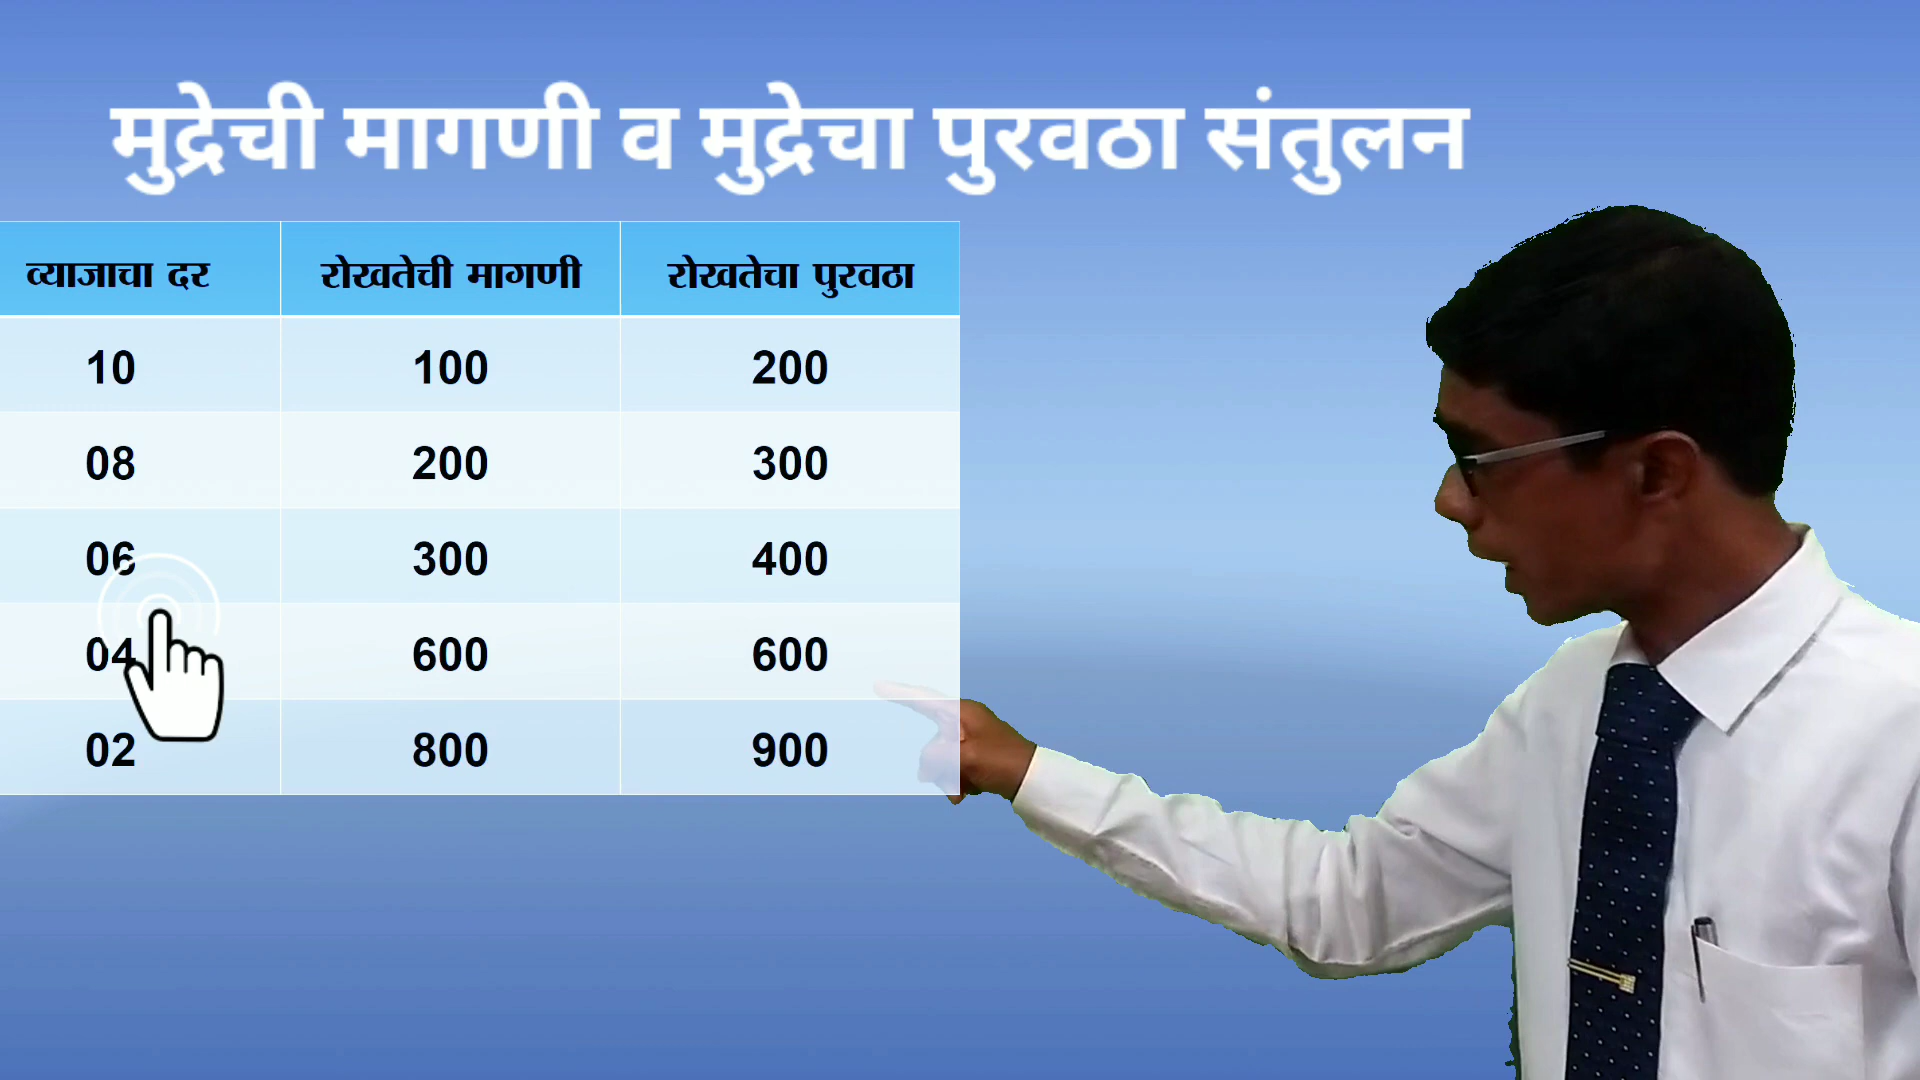 मुद्रेची मागणी व मुद्रेचा पुरवठा संतुलन
व्याजाचा दर रोखतेची मागणी रोखतेचा पुरवठा
10 100 200
08 200 300
06 300 400
04 600 600
02 800 900